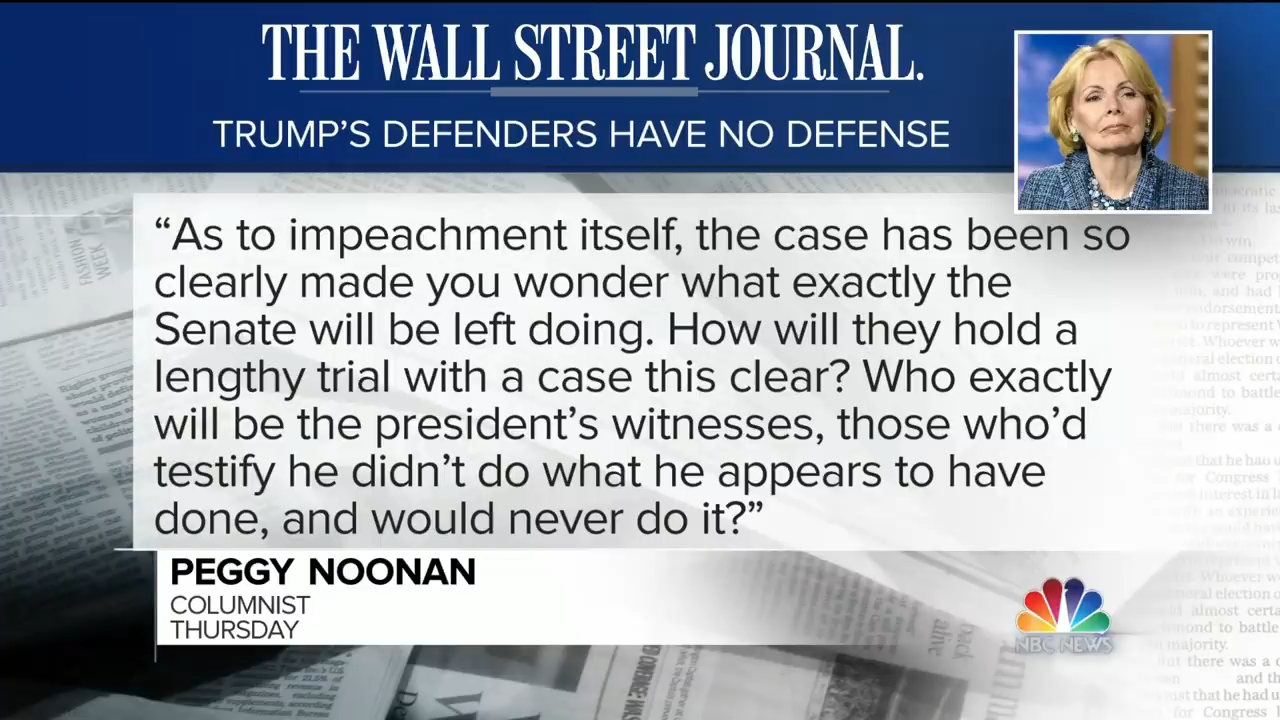 THE WALL STREET JOURNAL.
TRUMP'S DEFENDERS HAVE NO DEFENSE
“As to impeachment itself, the case has been so
clearly made you wonder what exactly the
Senate will be left doing. How will they hold a
lengthy trial with a case this clear? Who exactly
will be the president’s witnesses, those who’d
testify he didn’t do what he appears to have
done, and would never do it?”
PEGGY NOONAN
COLUMNIST
THURSDAY
NBC NEWS